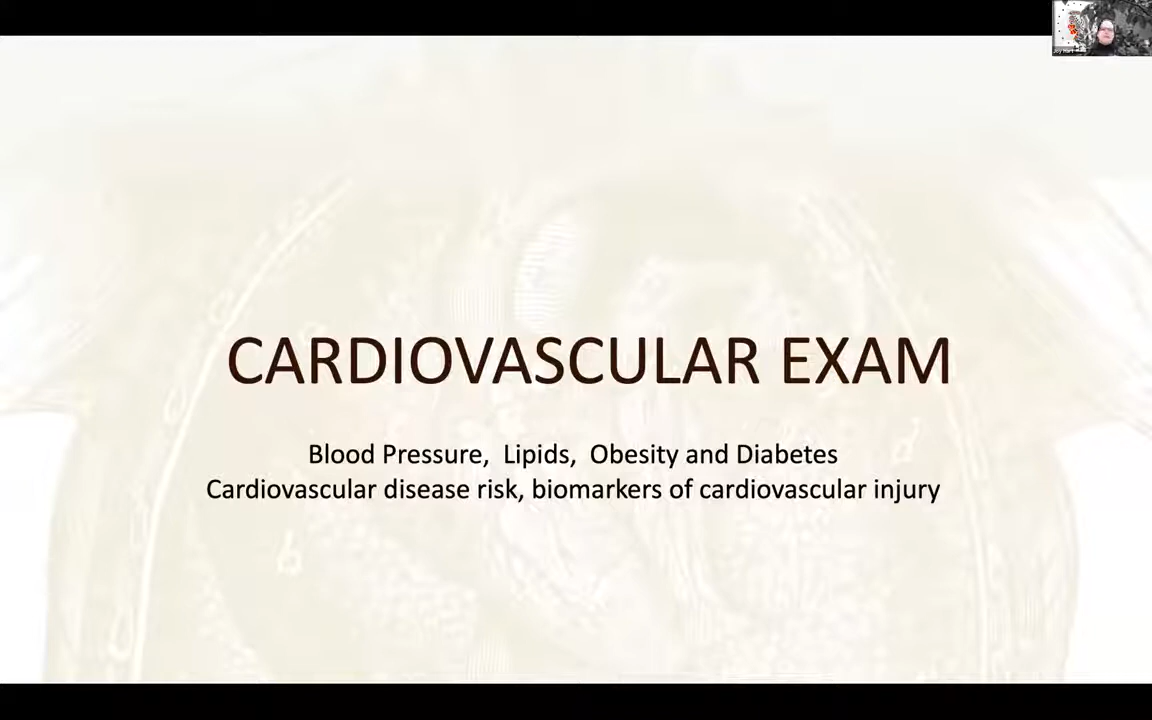 CARDIOVASCULAR EXAM
Blood Pressure, Lipids, Obesity and Diabetes
Cardiovascular disease risk, biomarkers of cardiovascular injury